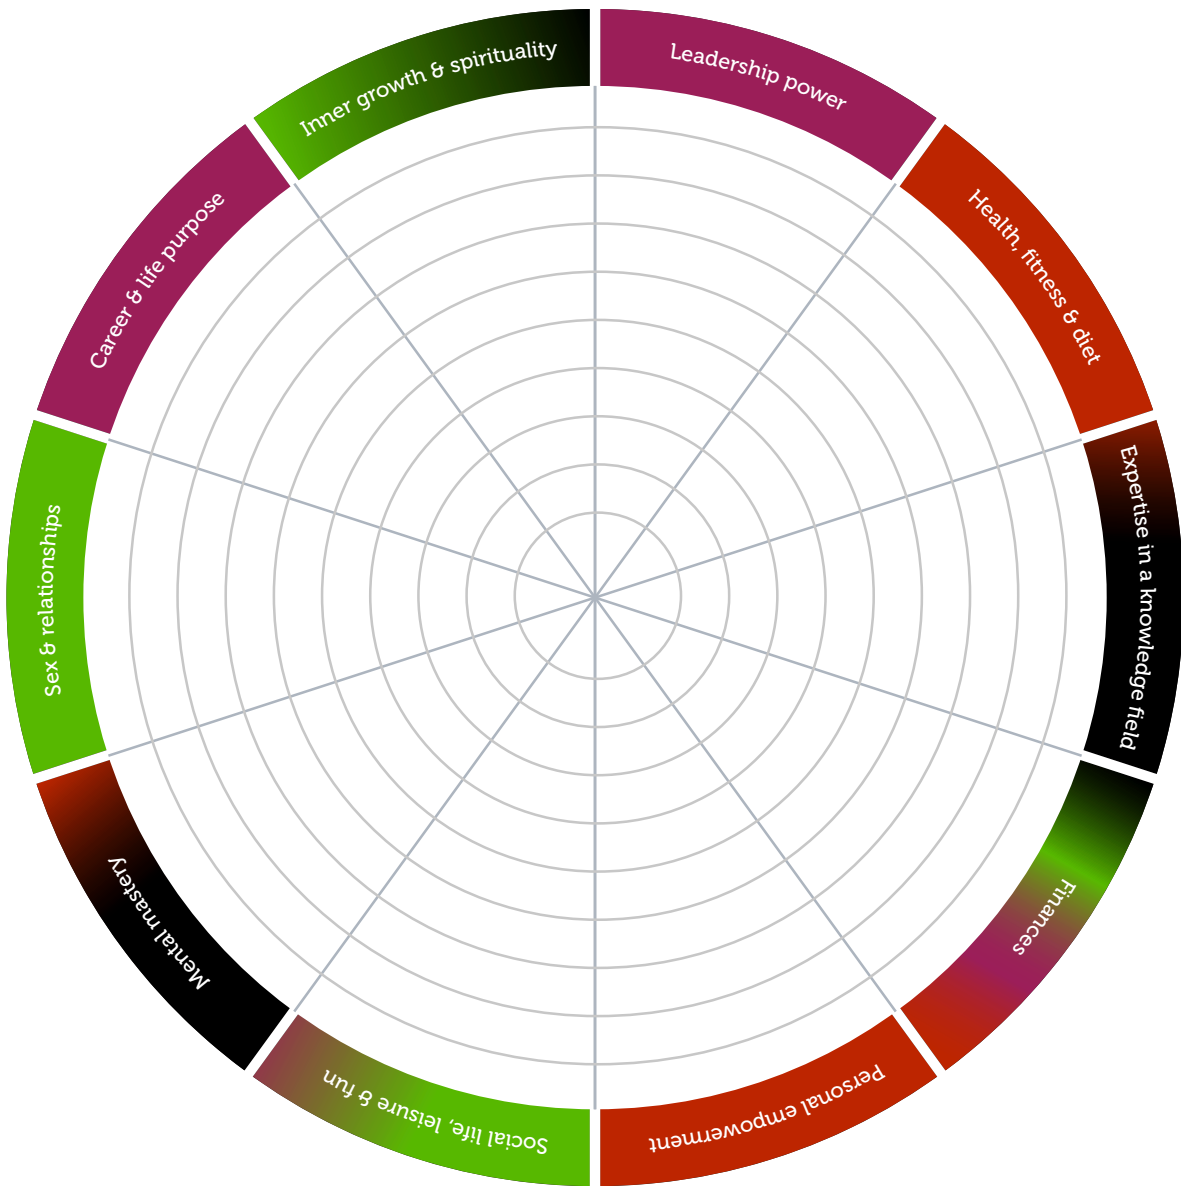 Leadership power
Health, fitness & diet
Expertise in a knowledge field
Finances
Personal empowerment
Social life, leisure & fun
Mental mastery
Sex & relationships
Career & life purpose
Inner growth & spirituality